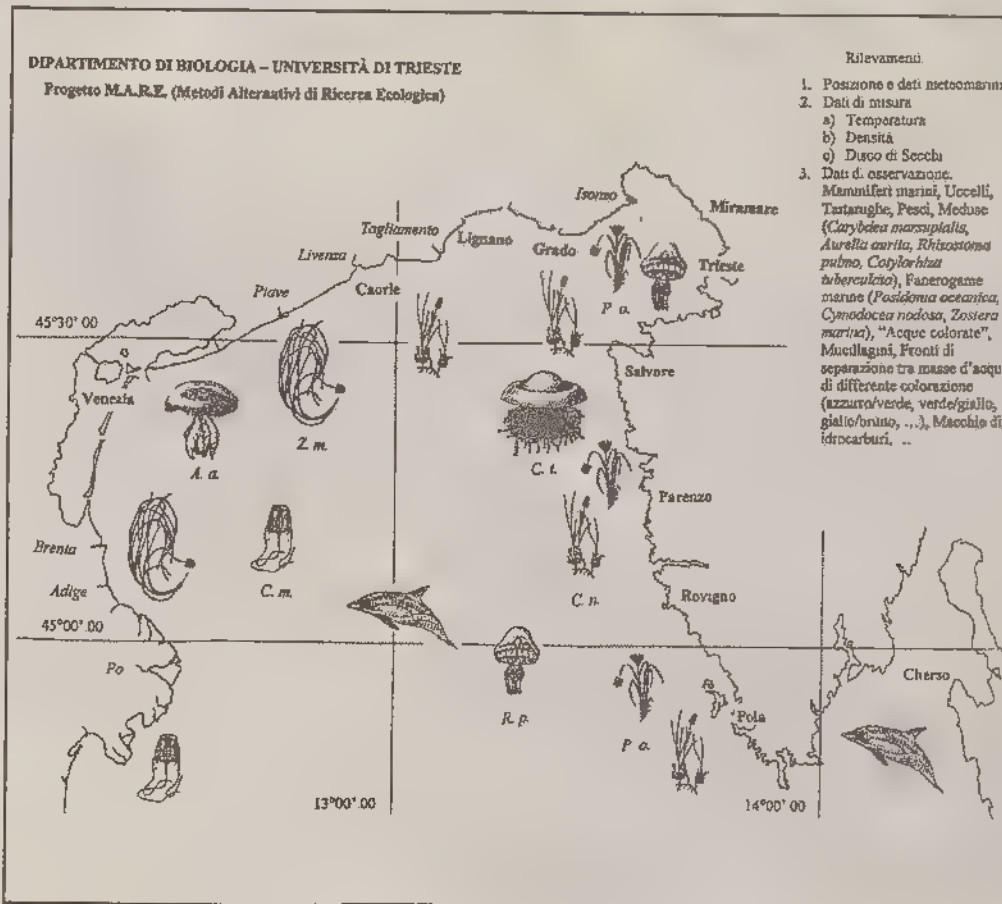 DIPARTIMENTO DI BIOLOGIA – UNIVERSITÀ DI TRIESTE
Progetto M.A.R.E. (Metodi Alternativi di Ricerca Ecologica)
Rilevamenti.
1. Posizione e dati meteomarini
2. Dati di misura
a) Temperatura
b) Densità
c) Disco di Secchi
3. Dati di osservazione.
Mammiferi marini, Uccelli,
Tartarughe, Pesci, Meduse
(Carybdea marsupialis,
Aurelia aurita, Rhizostoma
pulmo, Cotylorhiza
tuberculata), Fanerogame
marine (Posidonia oceanica,
Cymodocea nodosa, Zostera
marina), "Acque colorate",
Mucillagini, Fronti di
separazione tra masse d'acqu
di differente colorazione
(azzurro/verde, verde/giallo,
giallo/bruno, ...), Macchie di
idrocarburi, ...
Isonzo
Miramare
Tagliamento
Lignano
Grado
Trieste
Livenza
Caorle
P. o.
Piave
45°30' 00
Salvore
Venezia
Z. m.
A. a.
C. t.
Parenzo
Brenta
Adige
C. m.
C. n.
Rovigno
45°00'.00
Po
Cherso
R. p.
P. o.
Pola
13°00'.00
14°00' 00